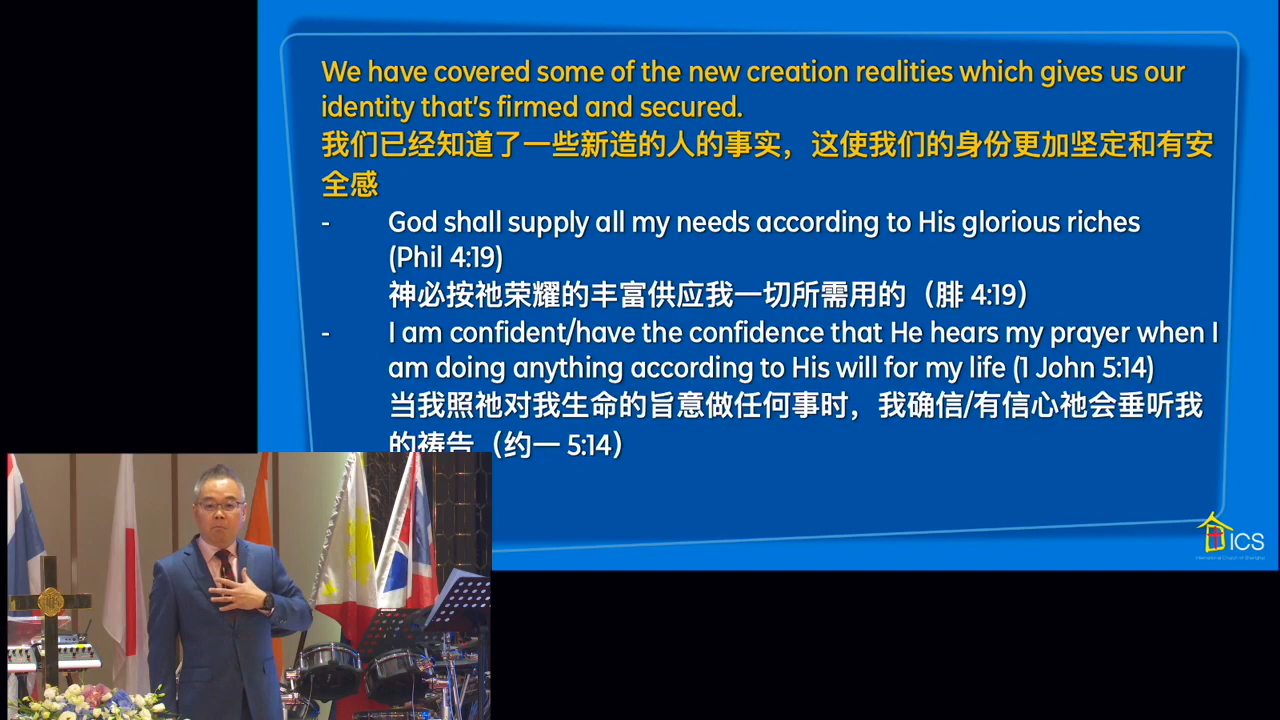 We have covered some of the new creation realities which gives us our
identity that's firmed and secured.
我们已经知道了一些新造的人的事实，这使我们的身份更加坚定和有安
全感
- God shall supply all my needs according to His glorious riches
(Phil 4:19)
神必按祂荣耀的丰富供应我一切所需用的（腓 4:19）
- I am confident/have the confidence that He hears my prayer when I
am doing anything according to His will for my life (1 John 5:14)
当我照祂对我生命的旨意做任何事时，我确信/有信心祂会垂听我
的祷告（约一 5:14）
ICS
International Church of Shanghai